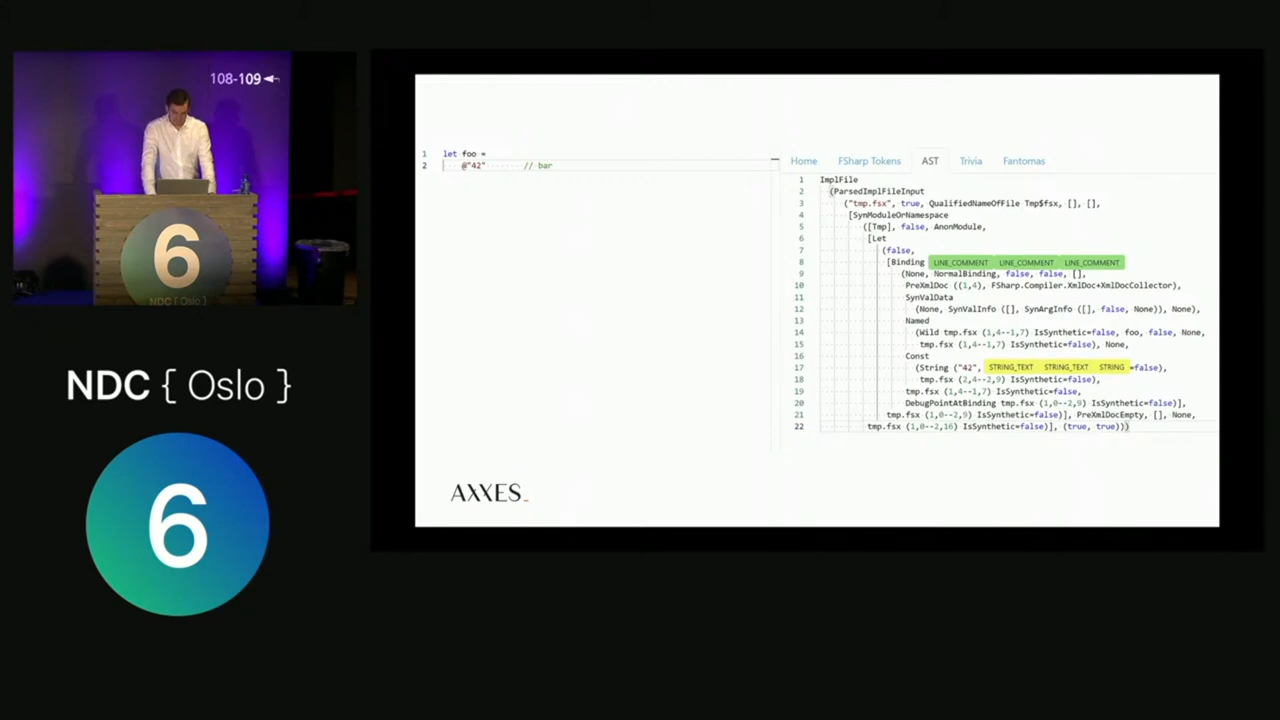 108-109
6
NDC { Oslo }
NDC { Oslo }
6
1 let foo =
2 @"42" // bar
Home FSharp Tokens AST Trivia Fantomas
1 ImplFile
2 (ParsedImplFileInput
3 ("tmp.fsx", true, QualifiedNameOfFile Tmp$fsx, [], [],
4 [SynModuleOrNamespace
5 ([Tmp], false, AnonModule,
6 [Let
7 (false,
8 [Binding LINE_COMMENT LINE_COMMENT LINE_COMMENT
9 (None, NormalBinding, false, false, [],
10 PreXmlDoc ((1,4), FSharp.Compiler.XmlDoc+XmlDocCollector),
11 SynValData
12 (None, SynValInfo ([], SynArgInfo ([], false, None)), None),
13 Named
14 (Wild tmp.fsx (1,4--1,7) IsSynthetic=false, foo, false, None,
15 tmp.fsx (1,4--1,7) IsSynthetic=false), None,
16 Const
17 (String ("42", STRING_TEXT STRING_TEXT STRING =false),
18 tmp.fsx (2,4--2,9) IsSynthetic=false),
19 tmp.fsx (1,4--1,7) IsSynthetic=false,
20 DebugPointAtBinding tmp.fsx (1,0--2,9) IsSynthetic=false)],
21 tmp.fsx (1,0--2,9) IsSynthetic=false)], PreXmlDocEmpty, [], None,
22 tmp.fsx (1,0--2,16) IsSynthetic=false)], (true, true)))
AXXES_